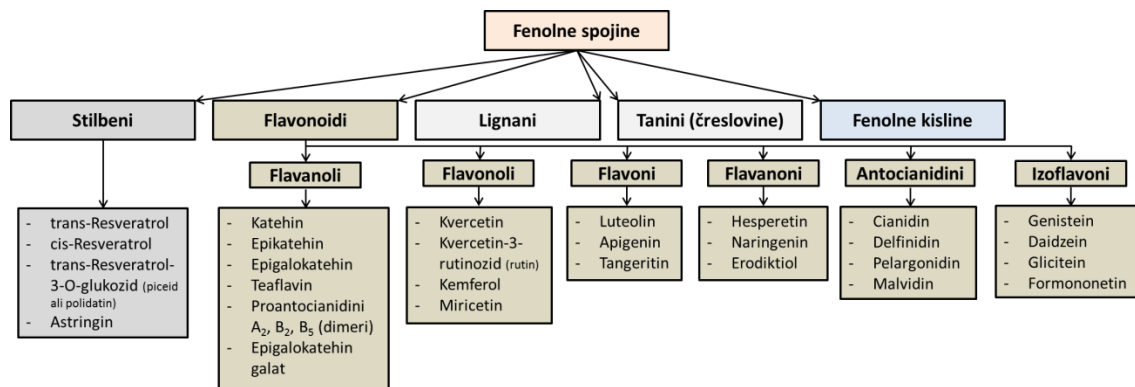 Fenolne spojine
Stilbeni
Flavonoidi
Lignani
Tanini (čreslovine)
Fenolne kisline
Flavanoli
Flavonoli
Flavoni
Flavanoni
Antocianidini
Izoflavoni
- trans-Resveratrol
- cis-Resveratrol
- trans-Resveratrol-
3-O-glukozid (piceid
ali polidatin)
- Astringin
- Katehin
- Epikatehin
- Epigalokatehin
- Teaflavin
- Proantocianidini
A₂, B₂, B₅ (dimeri)
- Epigalokatehin
galat
- Kvercetin
- Kvercetin-3-
rutinozid (rutin)
- Kemferol
- Miricetin
- Luteolin
- Apigenin
- Tangeritin
- Hesperetin
- Naringenin
- Erodiktiol
- Cianidin
- Delfinidin
- Pelargonidin
- Malvidin
- Genistein
- Daidzein
- Glicitein
- Formononetin